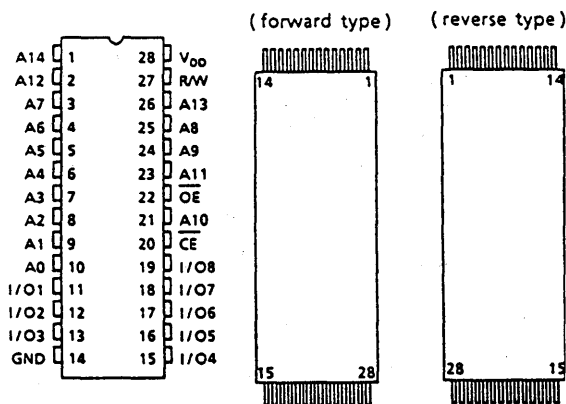 (forward type) (reverse type)
A14 1 28 VDD
A12 2 27 R/W
A7 3 26 A13
A6 4 25 A8
A5 5 24 A9
A4 6 23 A11
A3 7 22 OE
A2 8 21 A10
A1 9 20 CE
A0 10 19 I/O8
I/O1 11 18 I/O7
I/O2 12 17 I/O6
I/O3 13 16 I/O5
GND 14 15 I/O4
14 1
15 28
1 14
28 15